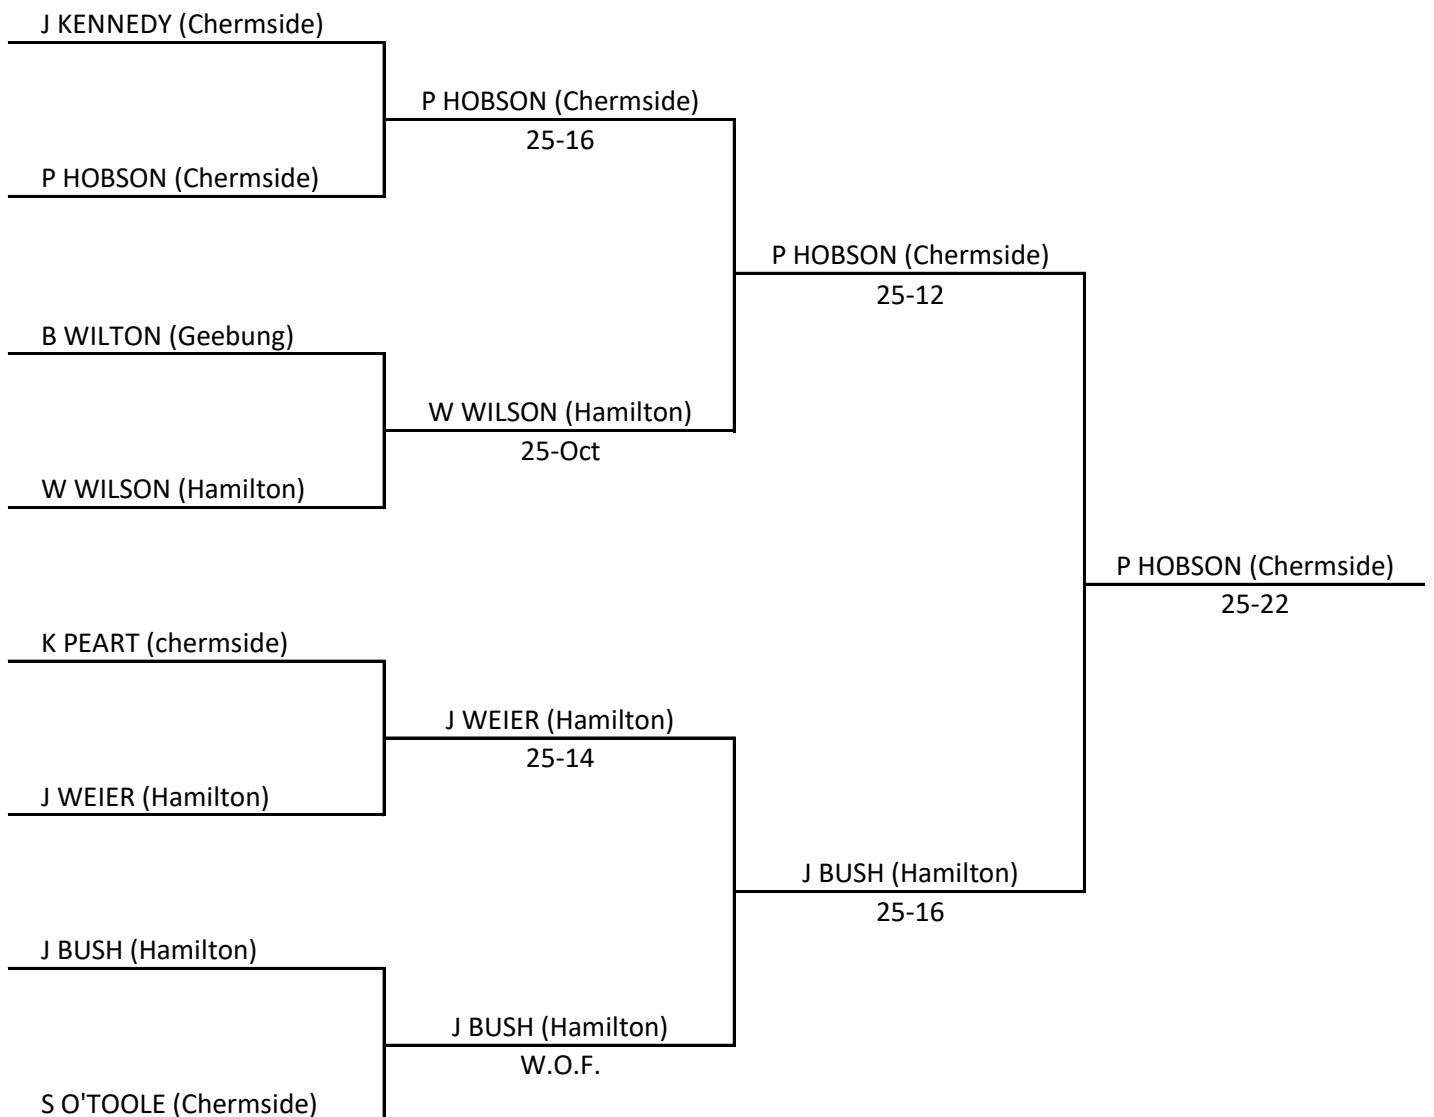 J KENNEDY (Chermside)
P HOBSON (Chermside)
25-16
P HOBSON (Chermside)
P HOBSON (Chermside)
25-12
B WILTON (Geebung)
W WILSON (Hamilton)
25-Oct
W WILSON (Hamilton)
P HOBSON (Chermside)
25-22
K PEART (chermside)
J WEIER (Hamilton)
25-14
J WEIER (Hamilton)
J BUSH (Hamilton)
25-16
J BUSH (Hamilton)
J BUSH (Hamilton)
W.O.F.
S O'TOOLE (Chermside)